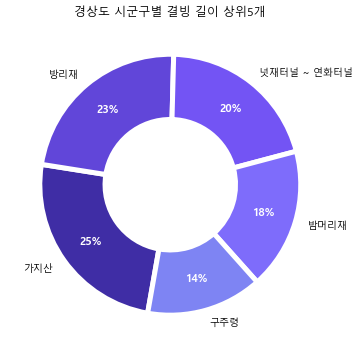 경상도 시군구별 결빙 길이 상위5개
방리재
23%
넛재터널 ~ 연화터널
20%
밤머리재
18%
구주령
14%
가지산
25%